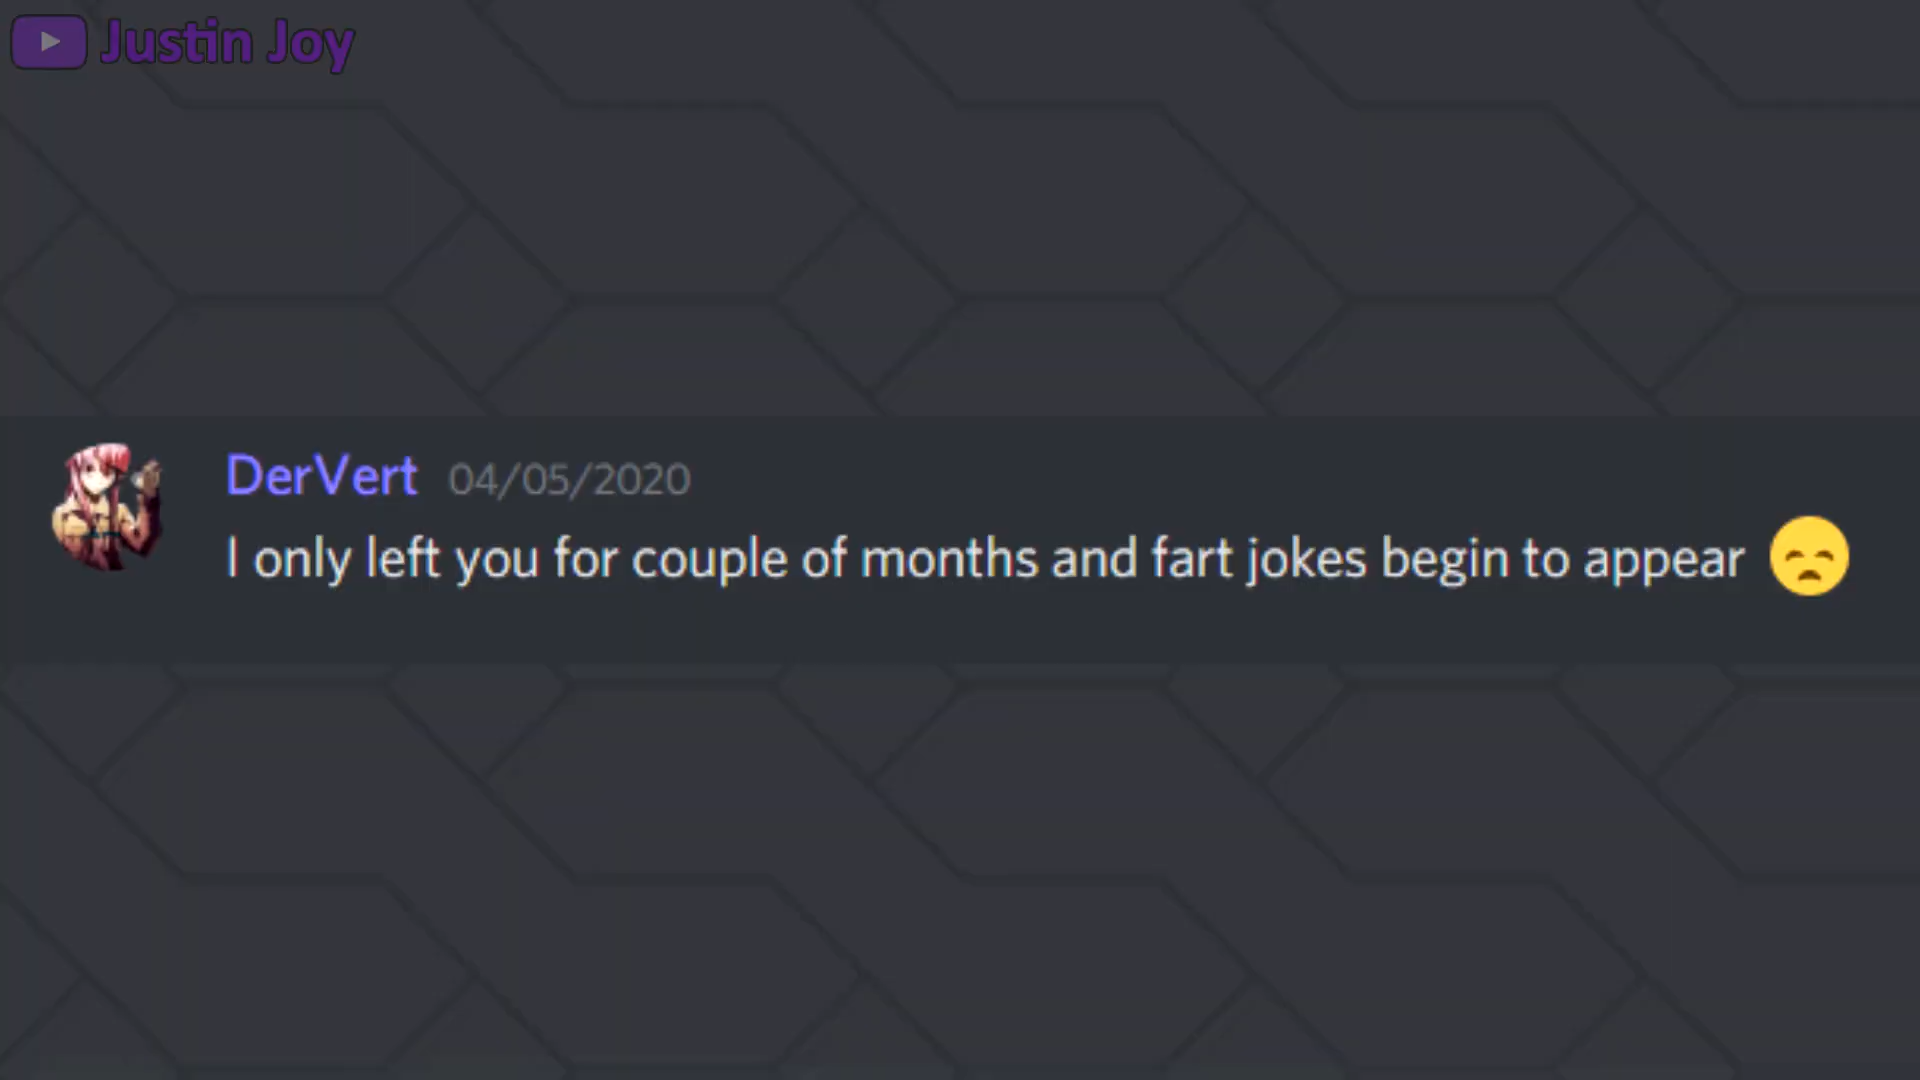 Justin Joy
DerVert 04/05/2020
I only left you for couple of months and fart jokes begin to appear 😞